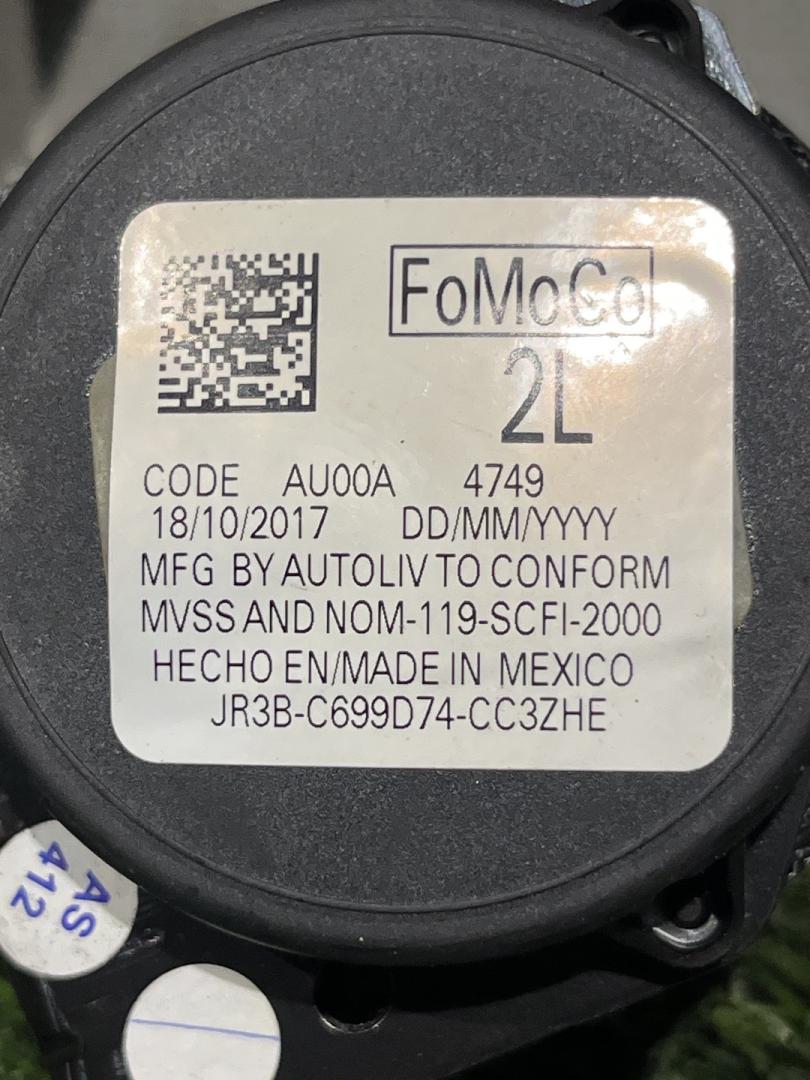 FoMoCo
2L
CODE AU00A 4749
18/10/2017 DD/MM/YYYY
MFG BY AUTOLIV TO CONFORM
MVSS AND NOM-119-SCFI-2000
HECHO EN/MADE IN MEXICO
JR3B-C699D74-CC3ZHE
AS
412